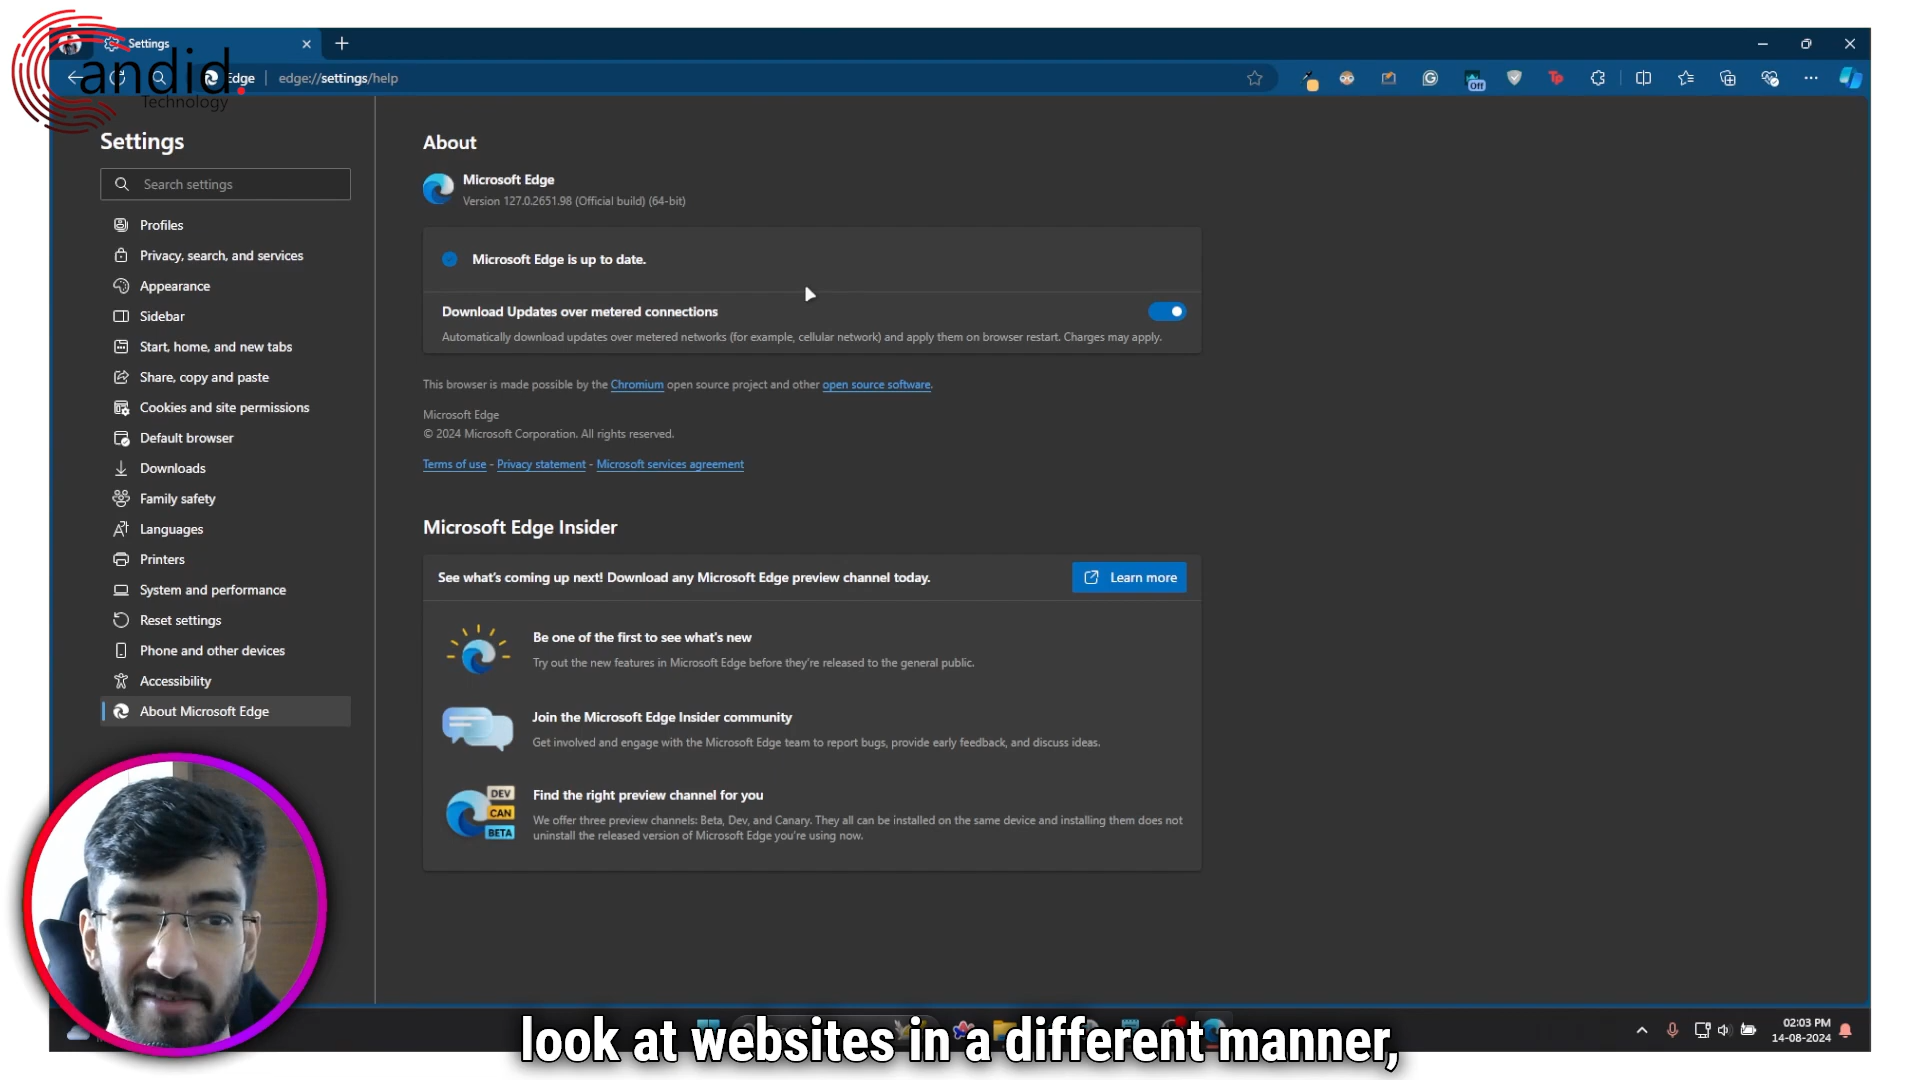 Candid.
Technology
Settings
Edge
edge://settings/help
Off
Tp
Settings
Search settings
Profiles
Privacy, search, and services
Appearance
Sidebar
Start, home, and new tabs
Share, copy and paste
Cookies and site permissions
Default browser
Downloads
Family safety
Languages
Printers
System and performance
Reset settings
Phone and other devices
Accessibility
About Microsoft Edge
About
Microsoft Edge
Version 127.0.2651.98 (Official build) (64-bit)
Microsoft Edge is up to date.
Download Updates over metered connections
Automatically download updates over metered networks (for example, cellular network) and apply them on browser restart. Charges may apply.
This browser is made possible by the Chromium open source project and other open source software.
Microsoft Edge
© 2024 Microsoft Corporation. All rights reserved.
Terms of use - Privacy statement - Microsoft services agreement
Microsoft Edge Insider
See what's coming up next! Download any Microsoft Edge preview channel today.
Learn more
Be one of the first to see what's new
Try out the new features in Microsoft Edge before they're released to the general public.
Join the Microsoft Edge Insider community
Get involved and engage with the Microsoft Edge team to report bugs, provide early feedback, and discuss ideas.
DEV
CAN
BETA
Find the right preview channel for you
We offer three preview channels: Beta, Dev, and Canary. They all can be installed on the same device and installing them does not
uninstall the released version of Microsoft Edge you're using now.
look at websites in a different manner,
02:03 PM
14-08-2024